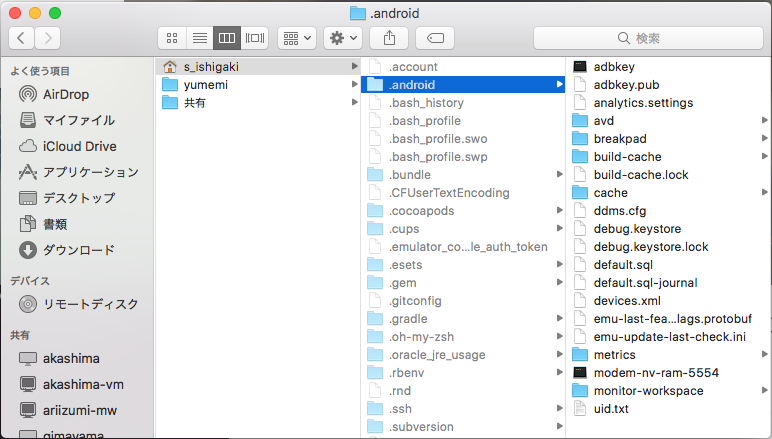 .android
検索
よく使う項目
AirDrop
マイファイル
iCloud Drive
アプリケーション
デスクトップ
書類
ダウンロード
デバイス
リモートディスク
共有
akashima
akashima-vm
ariizumi-mw
gimayama
s_ishigaki
yumemi
共有
.account
.android
.bash_history
.bash_profile
.bash_profile.swo
.bash_profile.swp
.bundle
.CFUserTextEncoding
.cocoapods
.cups
.emulator_co...le_auth_token
.esets
.gem
.gitconfig
.gradle
.oh-my-zsh
.oracle_jre_usage
.rbenv
.rnd
.ssh
.subversion
adbkey
adbkey.pub
analytics.settings
avd
breakpad
build-cache
build-cache.lock
cache
ddms.cfg
debug.keystore
debug.keystore.lock
default.sql
default.sql-journal
devices.xml
emu-last-fea...lags.protobuf
emu-update-last-check.ini
metrics
modem-nv-ram-5554
monitor-workspace
uid.txt